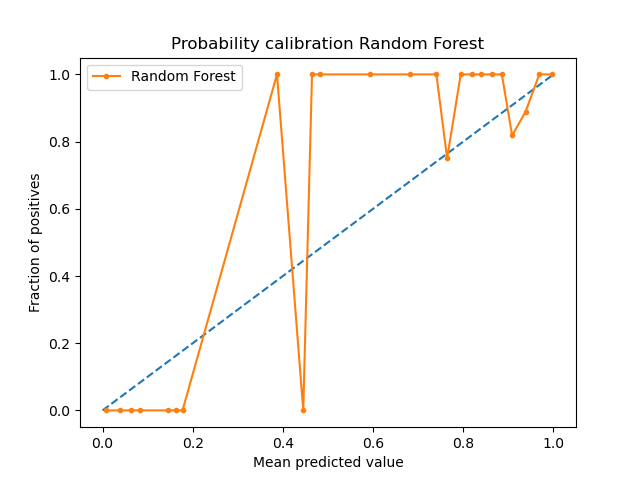 Probability calibration Random Forest
Random Forest
1.0
0.8
0.6
0.4
0.2
0.0
Fraction of positives
0.0 0.2 0.4 0.6 0.8 1.0
Mean predicted value